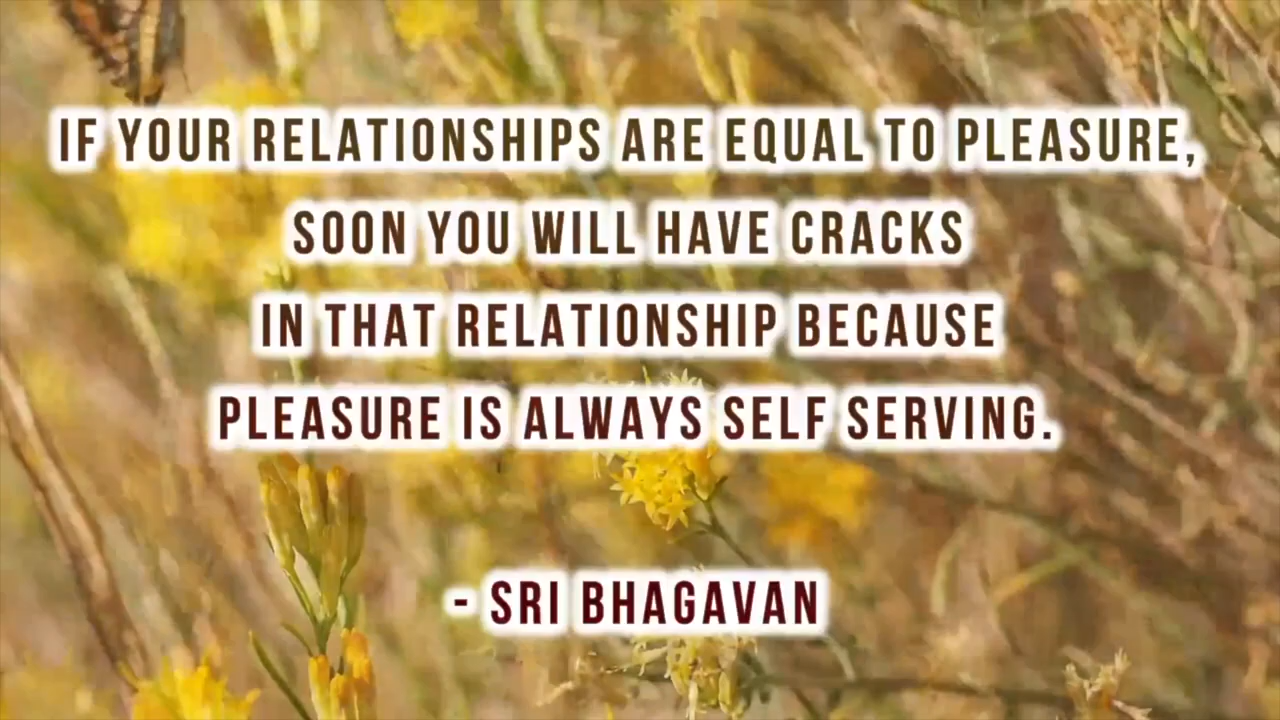 IF YOUR RELATIONSHIPS ARE EQUAL TO PLEASURE,
SOON YOU WILL HAVE CRACKS
IN THAT RELATIONSHIP BECAUSE
PLEASURE IS ALWAYS SELF SERVING.
- SRI BHAGAVAN